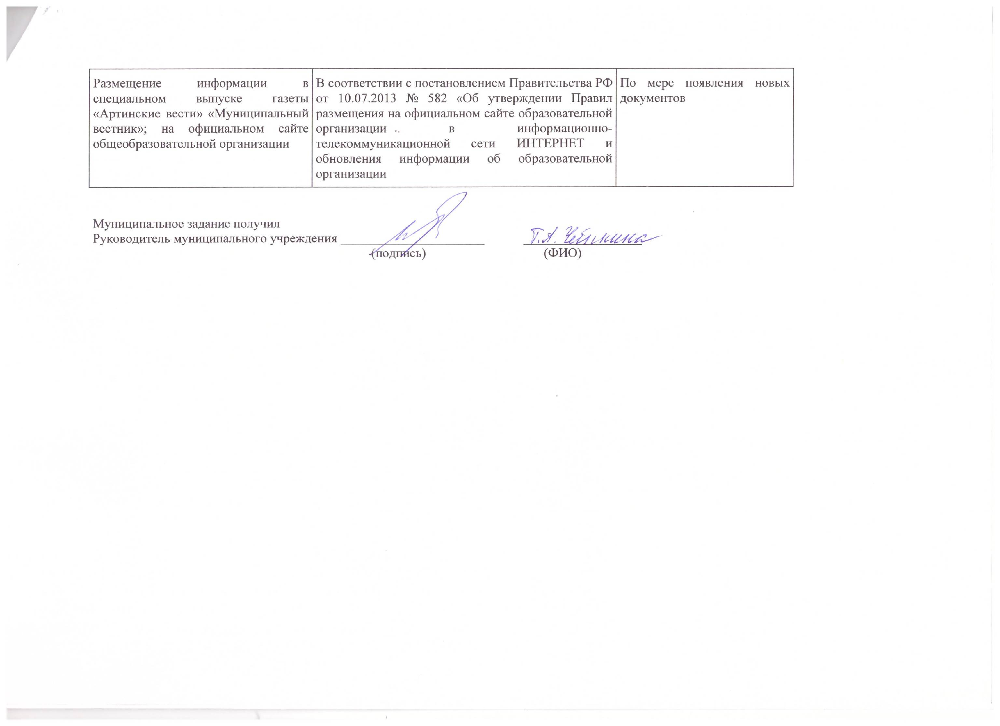 Размещение информации в
специальном выпуске газеты
«Артинские вести» «Муниципальный
вестник»; на официальном сайте
общеобразовательной организации
В соответствии с постановлением Правительства РФ
от 10.07.2013 № 582 «Об утверждении Правил
размещения на официальном сайте образовательной
организации в информационно-
телекоммуникационной сети ИНТЕРНЕТ и
обновления информации об образовательной
организации
По мере появления новых
документов
Муниципальное задание получил
Руководитель муниципального учреждения
(подпись)
(ФИО)